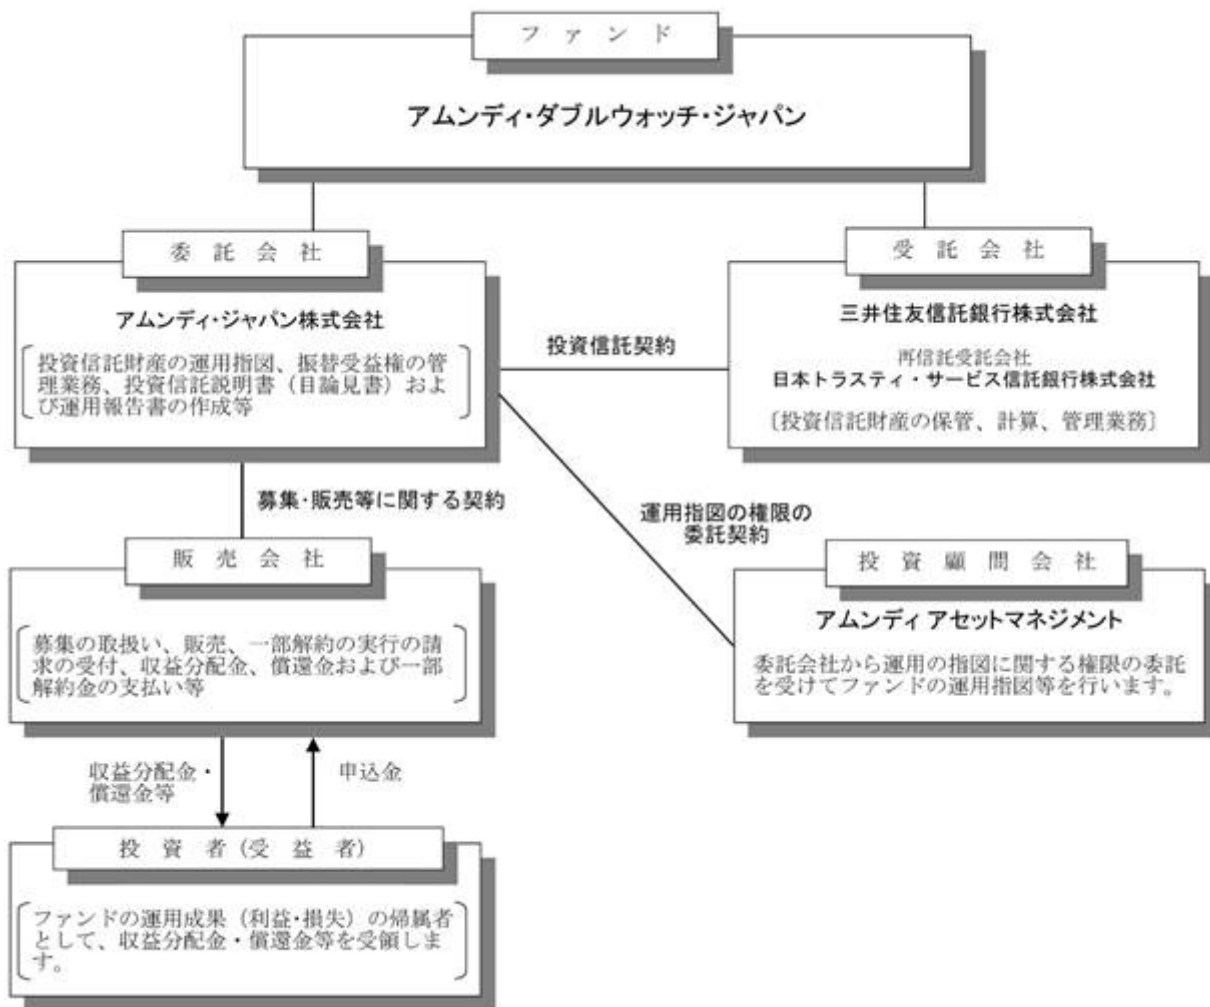 ファンド
アムンディ・ダブルウォッチ・ジャパン
委託会社
アムンディ・ジャパン株式会社
投資信託財産の運用指図、振替受益権の管
理業務、投資信託説明書（目論見書）およ
び運用報告書の作成等
投資信託契約
受託会社
三井住友信託銀行株式会社
再信託受託会社
日本トラスティ・サービス信託銀行株式会社
〔投資信託財産の保管、計算、管理業務〕
募集・販売等に関する契約
運用指図の権限の
委託契約
販売会社
募集の取扱い、販売、一部解約の実行の請
求の受付、収益分配金、償還金および一部
解約金の支払い等
投資顧問会社
アムンディ アセットマネジメント
委託会社から運用の指図に関する権限の委託
を受けてファンドの運用指図等を行います。
収益分配金・
償還金等
申込金
投資者（受益者）
ファンドの運用成果（利益・損失）の帰属者
として、収益分配金・償還金等を受領しま
す。